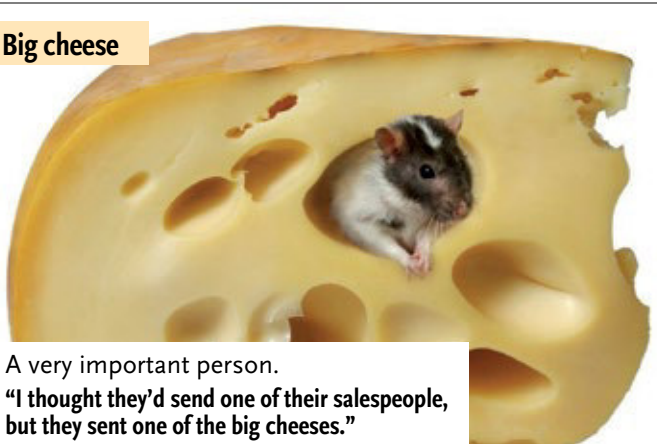 Big cheese
A very important person.
“I thought they’d send one of their salespeople,
but they sent one of the big cheeses.”